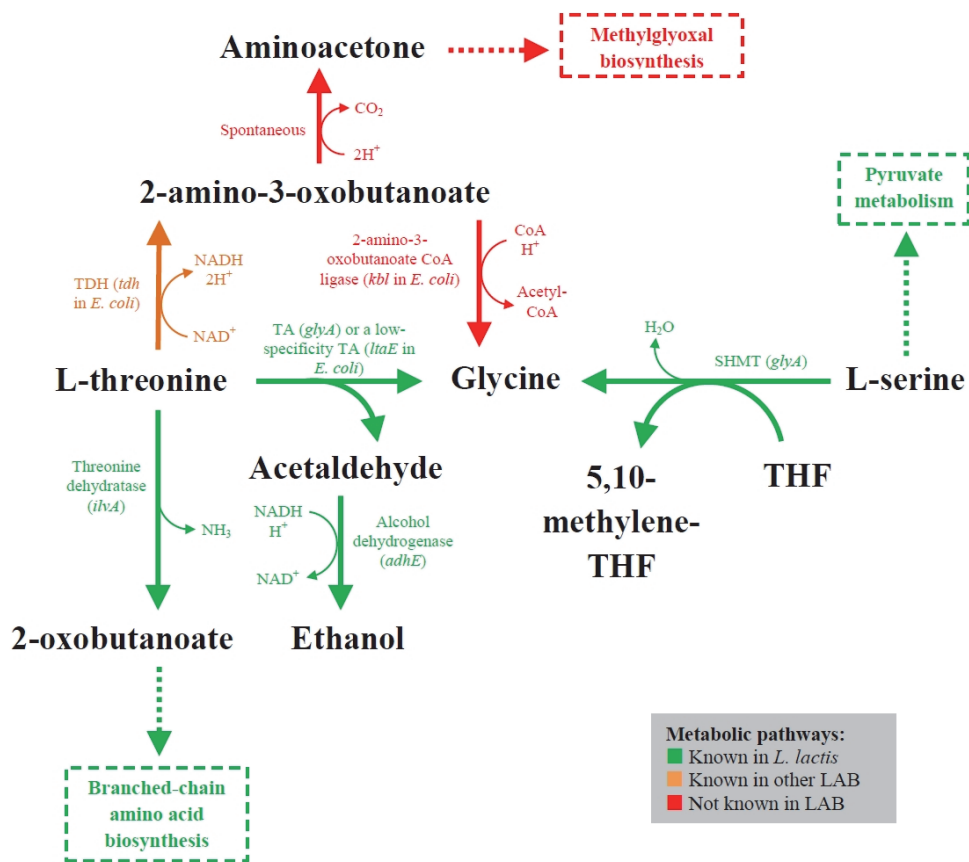 Aminoacetone
Methylglyoxal
biosynthesis
CO2
Spontaneous
2H+
2-amino-3-oxobutanoate
Pyruvate
metabolism
NADH
2H+
TDH (tdh
in E. coli)
NAD+
2-amino-3-
oxobutanoate CoA
ligase (kbl in E. coli)
CoA
H+
Acetyl-
CoA
TA (glyA) or a low-
specificity TA (ltaE in
E. coli)
H2O
SHMT (glyA)
L-threonine
Glycine
L-serine
Threonine
dehydratase
(ilvA)
NH3
Acetaldehyde
5,10-
methylene-
THF
THF
NADH
H+
NAD+
Alcohol
dehydrogenase
(adhE)
2-oxobutanoate
Ethanol
Branched-chain
amino acid
biosynthesis
Metabolic pathways:
Known in L. lactis
Known in other LAB
Not known in LAB